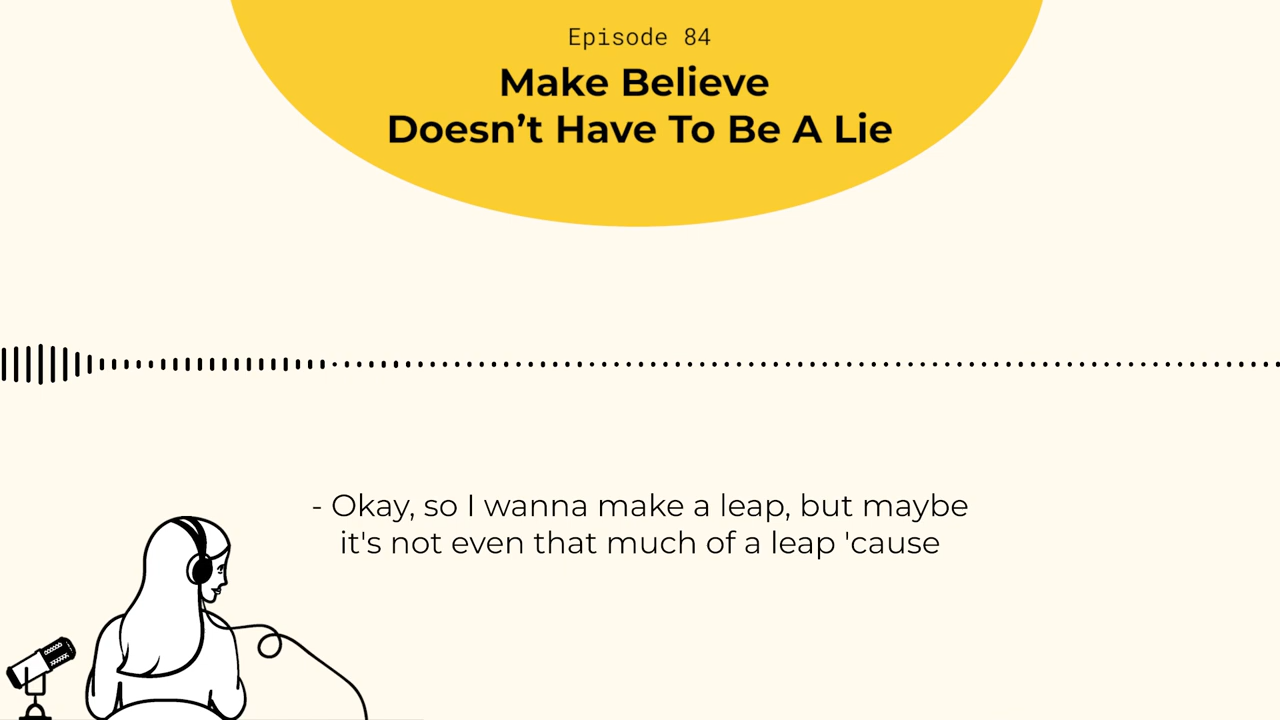 Episode 84
Make Believe
Doesn’t Have To Be A Lie
- Okay, so I wanna make a leap, but maybe
it's not even that much of a leap 'cause